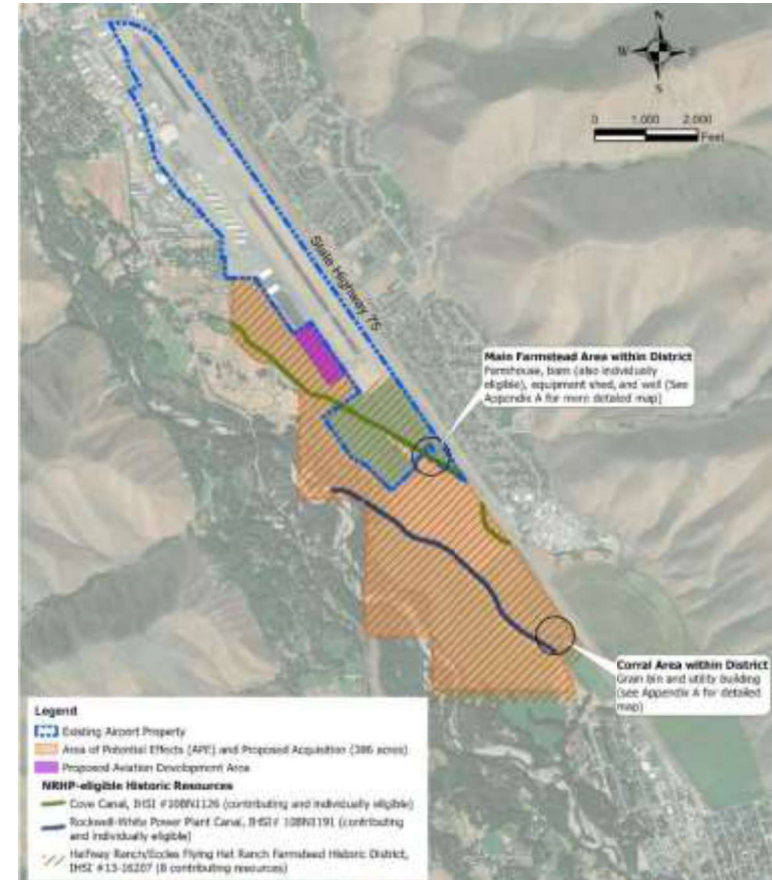 N
W E
S
0 1,000 2,000
Feet
State Highway 75
Main Farmstead Area within District
Farmhouse, barn (also individually
eligible), equipment shed, and well (See
Appendix A for more detailed map)
Corral Area within District
Grain bin and utility building
(see Appendix A for detailed
map)
Legend
Existing Airport Property
Area of Potential Effects (APE) and Proposed Acquisition (386 acres)
Proposed Aviation Development Area
NRHP-eligible Historic Resources
Cove Canal, IHSI #10BN1126 (contributing and individually eligible)
Rockwell-White Power Plant Canal, IHSI# 10BN1191 (contributing
and individually eligible)
Halfway Ranch/Eccles Flying Hat Ranch Farmstead Historic District,
IHSI #13-16207 (8 contributing resources)